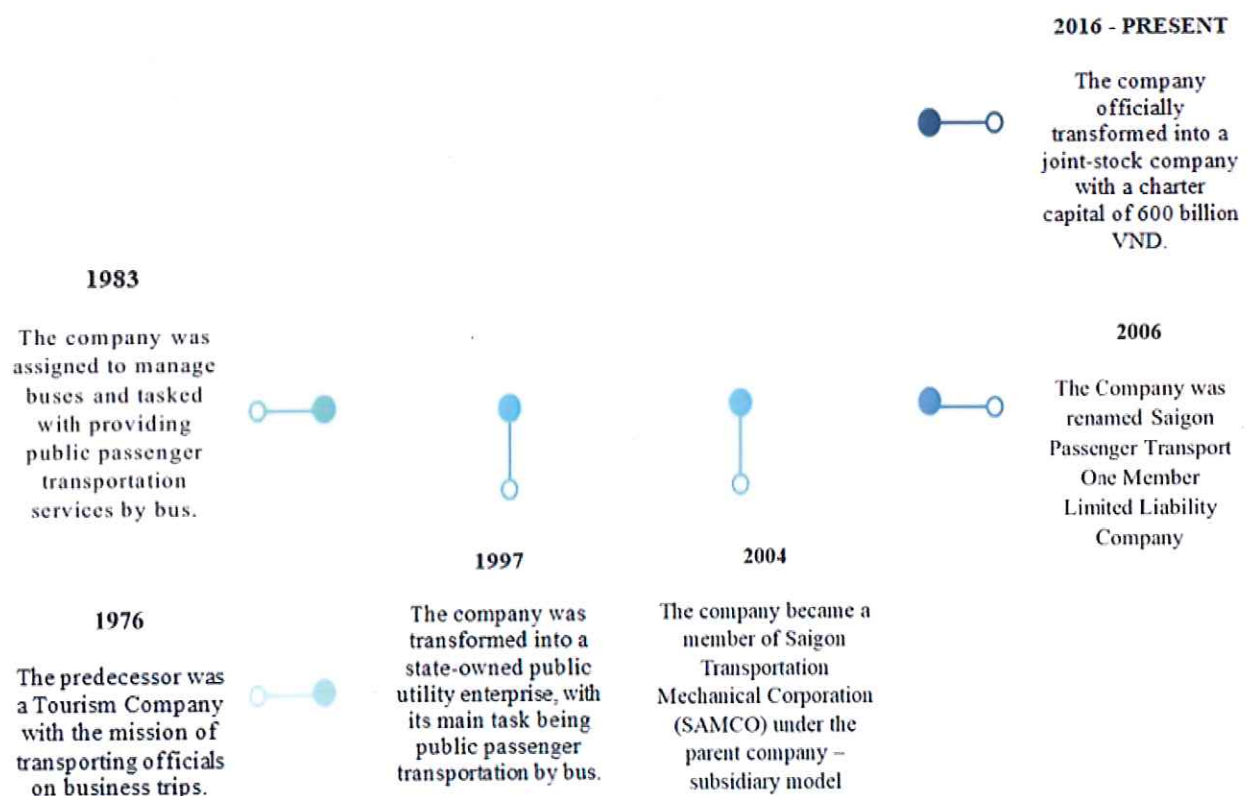 2016 - PRESENT
The company
officially
transformed into a
joint-stock company
with a charter
capital of 600 billion
VND.
1983
The company was
assigned to manage
buses and tasked
with providing
public passenger
transportation
services by bus.
2006
The Company was
renamed Saigon
Passenger Transport
One Member
Limited Liability
Company
1976
The predecessor was
a Tourism Company
with the mission of
transporting officials
on business trips.
1997
The company was
transformed into a
state-owned public
utility enterprise, with
its main task being
public passenger
transportation by bus.
2004
The company became a
member of Saigon
Transportation
Mechanical Corporation
(SAMCO) under the
parent company –
subsidiary model